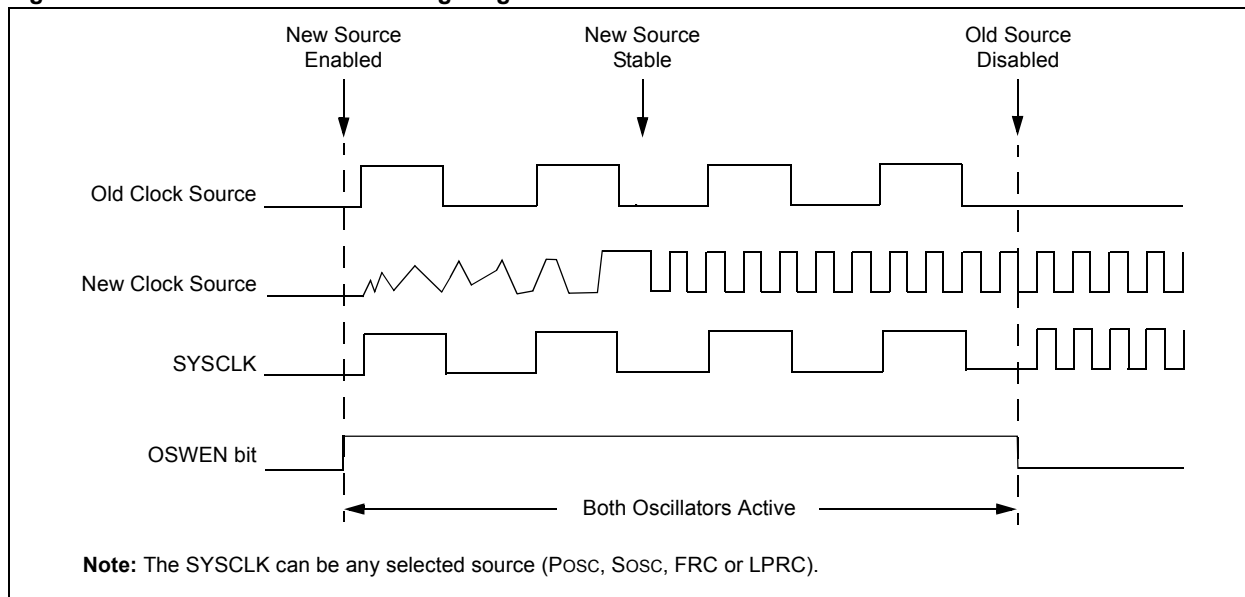 New Source
Enabled
New Source
Stable
Old Source
Disabled
Old Clock Source
New Clock Source
SYSCLK
OSWEN bit
Both Oscillators Active
Note: The SYSCLK can be any selected source (POSC, SOSC, FRC or LPRC).